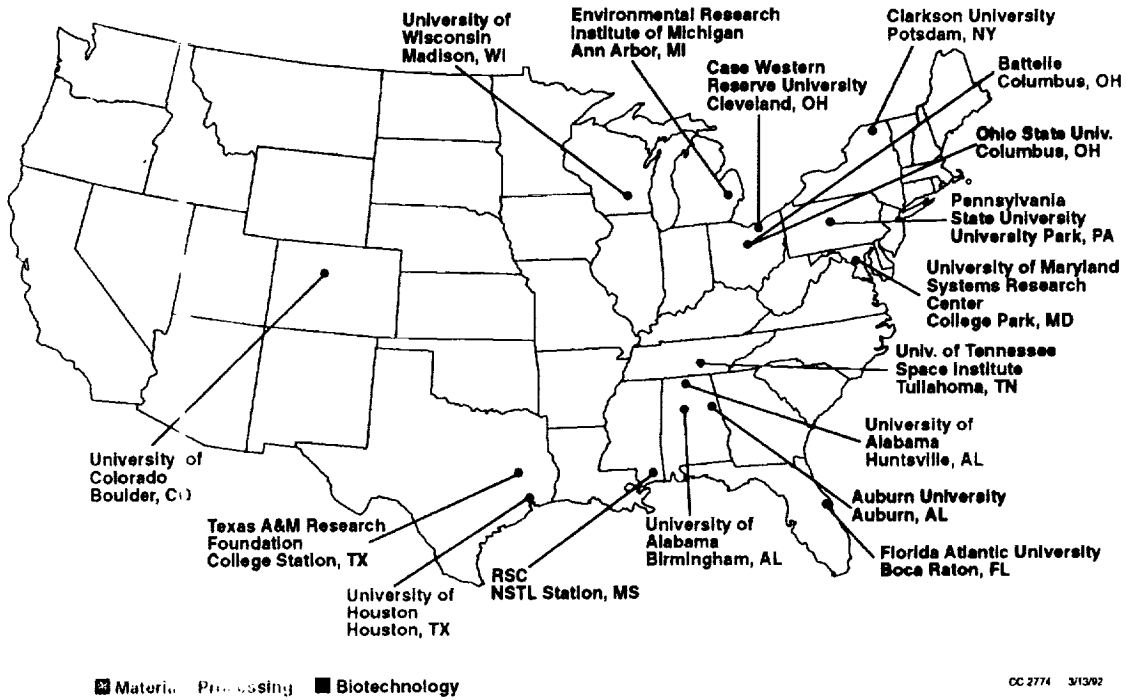 University of
Wisconsin
Madison, WI
Environmental Research
Institute of Michigan
Ann Arbor, MI
Case Western
Reserve University
Cleveland, OH
Clarkson University
Potsdam, NY
Battelle
Columbus, OH
Ohio State Univ.
Columbus, OH
Pennsylvania
State University
University Park, PA
University of Maryland
Systems Research
Center
College Park, MD
Univ. of Tennessee
Space Institute
Tullahoma, TN
University of
Alabama
Huntsville, AL
Auburn University
Auburn, AL
Florida Atlantic University
Boca Raton, FL
University of
Alabama
Birmingham, AL
RSC
NSTL Station, MS
University of
Houston
Houston, TX
Texas A&M Research
Foundation
College Station, TX
University of
Colorado
Boulder, CO
Biotechnology
CC 2774 3/13/92